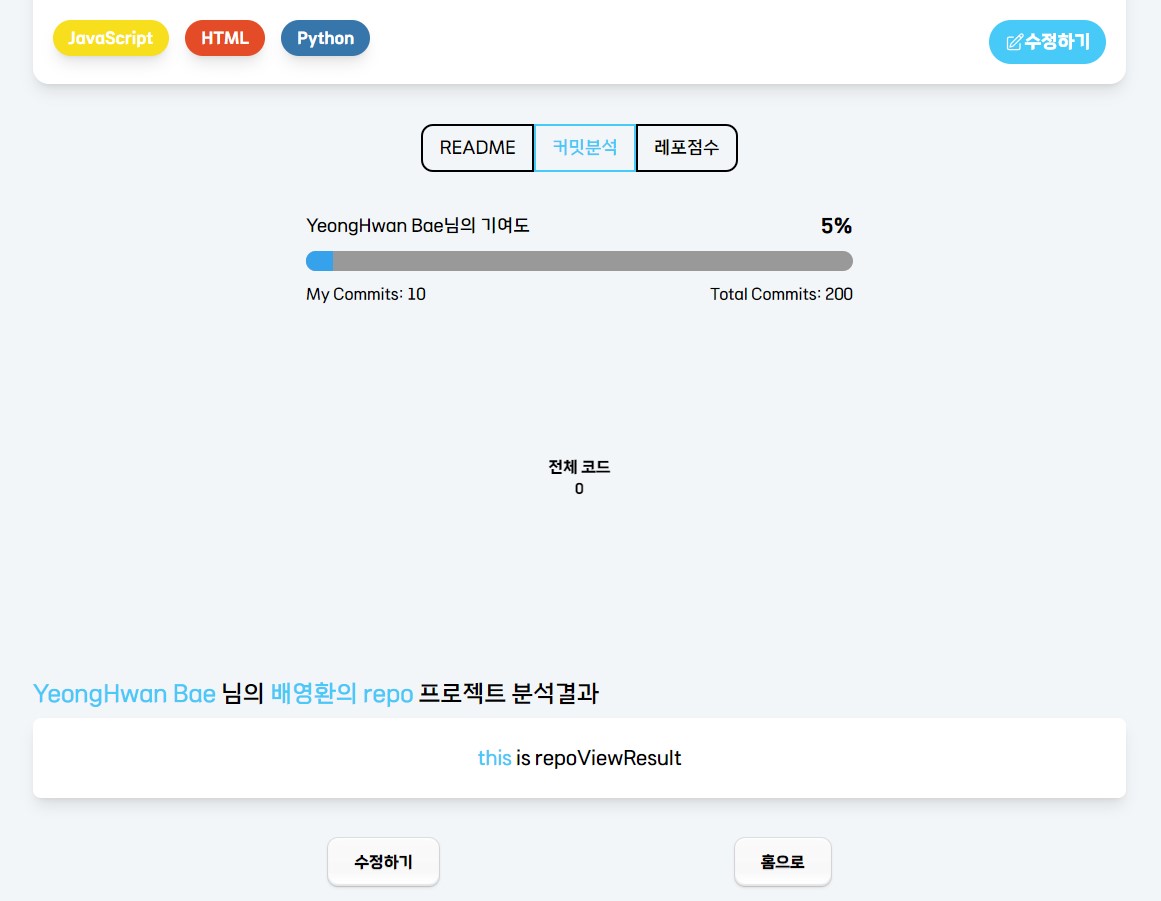 JavaScript HTML Python 수정하기
README 커밋분석 레포점수
YeongHwan Bae님의 기여도 5%
My Commits: 10 Total Commits: 200
전체 코드
0
YeongHwan Bae 님의 배영환의 repo 프로젝트 분석결과
this is repoViewResult
수정하기 홈으로